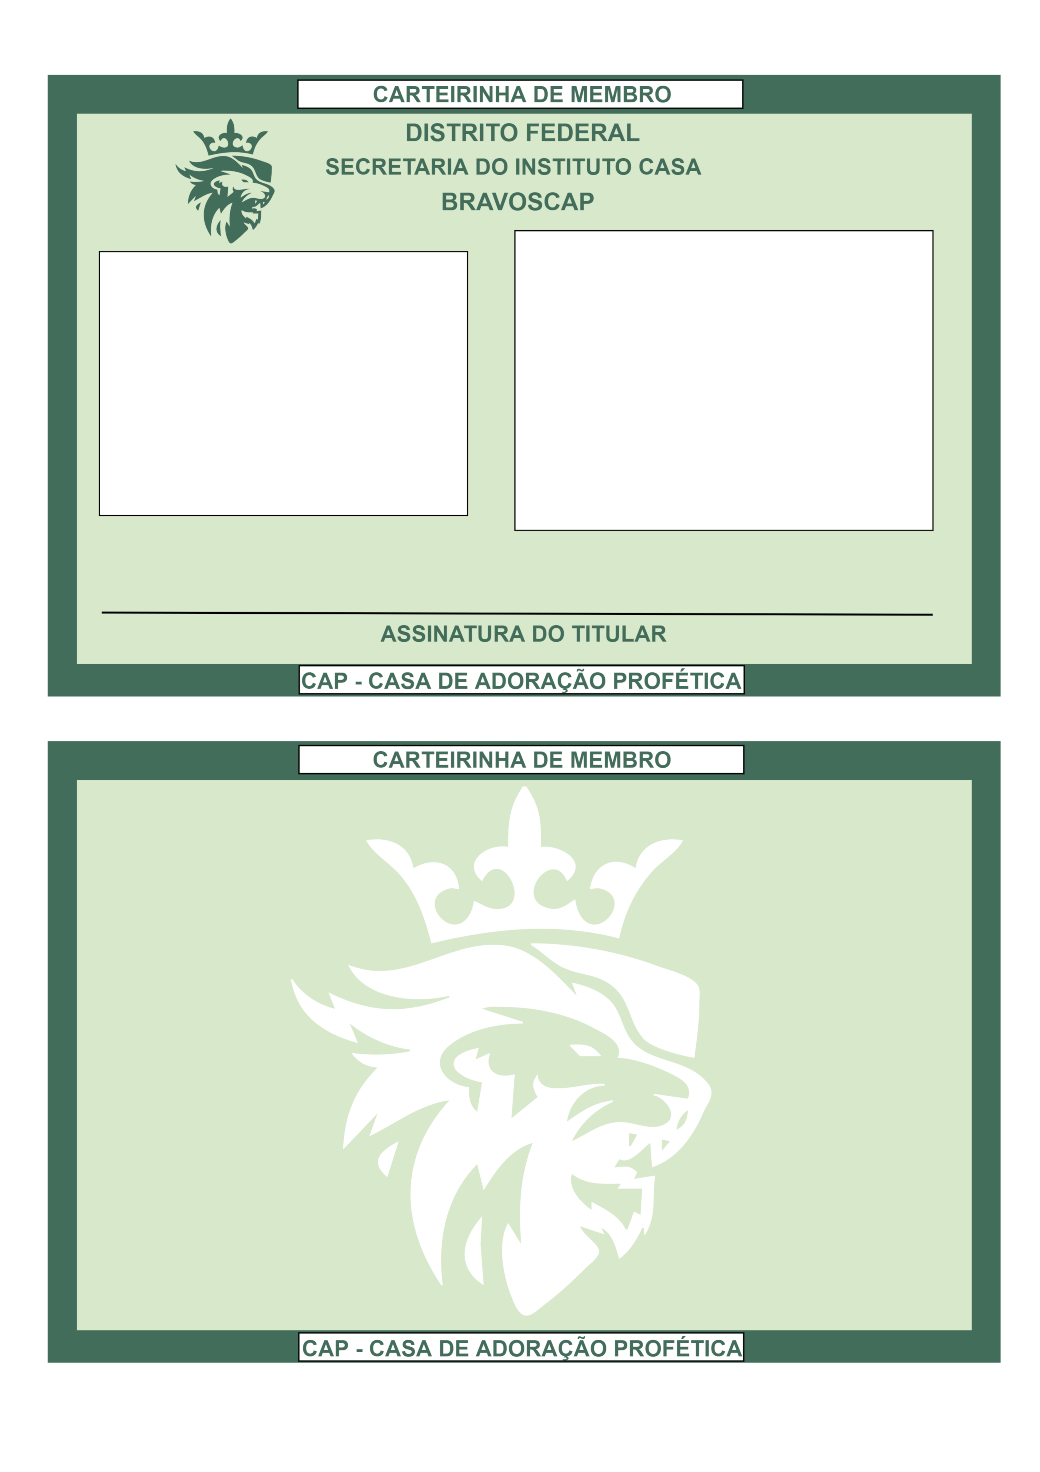 CARTEIRINHA DE MEMBRO
DISTRITO FEDERAL
SECRETARIA DO INSTITUTO CASA
BRAVOSCAP
ASSINATURA DO TITULAR
CAP - CASA DE ADORAÇÃO PROFÉTICA
CARTEIRINHA DE MEMBRO
CAP - CASA DE ADORAÇÃO PROFÉTICA